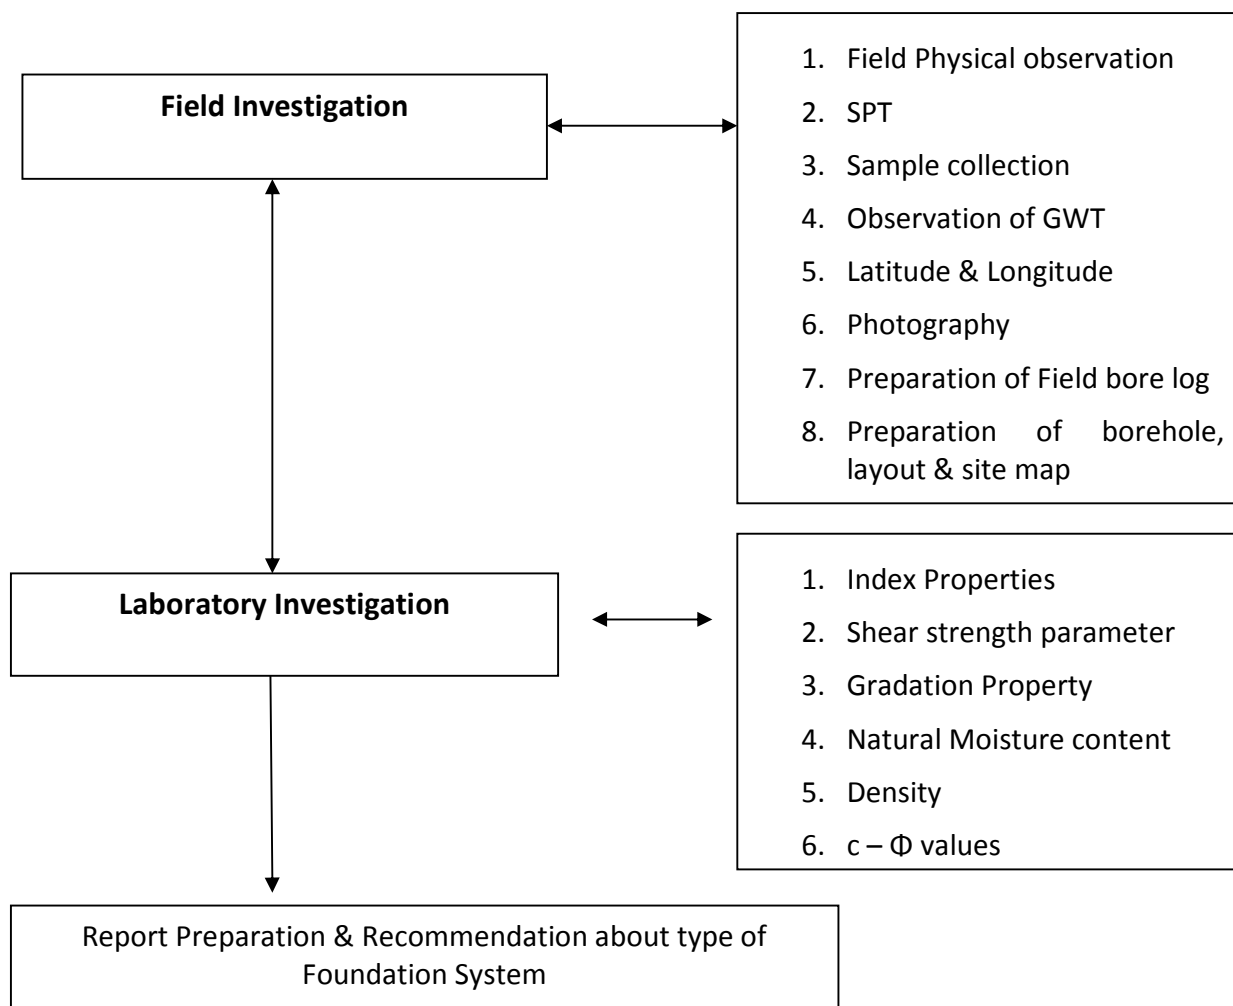 Field Investigation
1. Field Physical observation
2. SPT
3. Sample collection
4. Observation of GWT
5. Latitude & Longitude
6. Photography
7. Preparation of Field bore log
8. Preparation of borehole,
layout & site map
Laboratory Investigation
1. Index Properties
2. Shear strength parameter
3. Gradation Property
4. Natural Moisture content
5. Density
6. c – Φ values
Report Preparation & Recommendation about type of
Foundation System